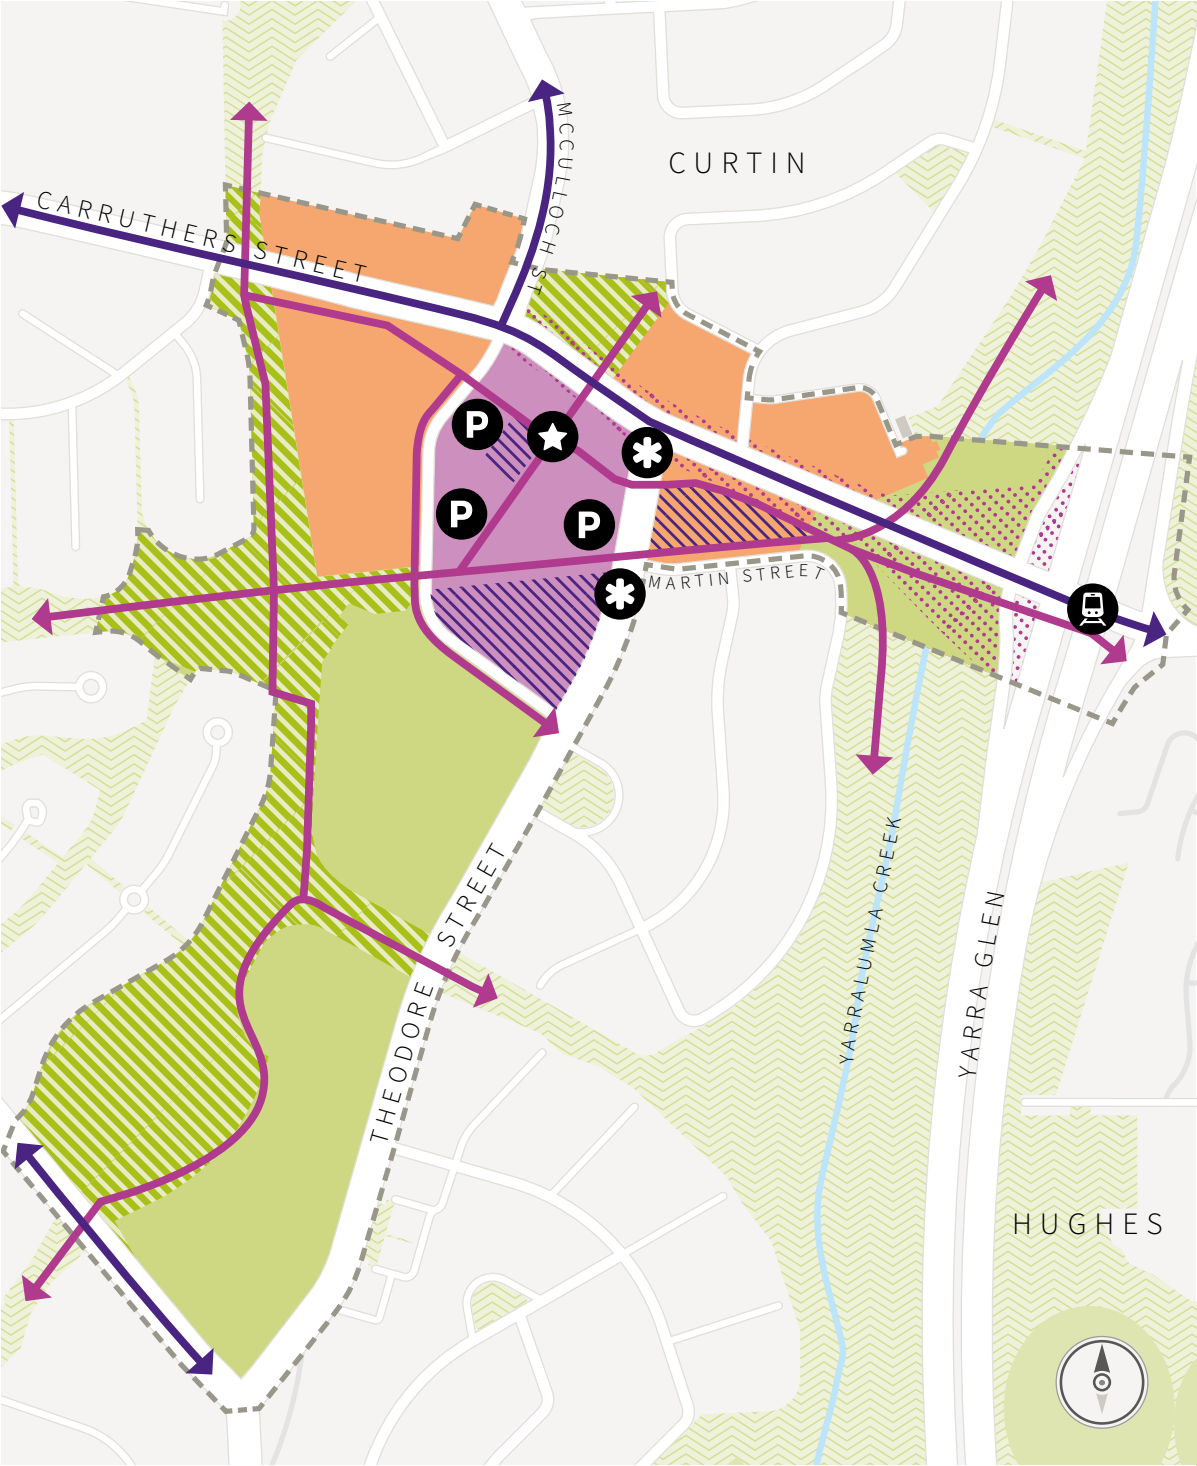 MCCULLOCH ST
CURTIN
CARRUTHERS STREET
P
P
P
MARTIN STREET
THEODORE STREET
YARRALUMLA CREEK
YARRA GLEN
HUGHES